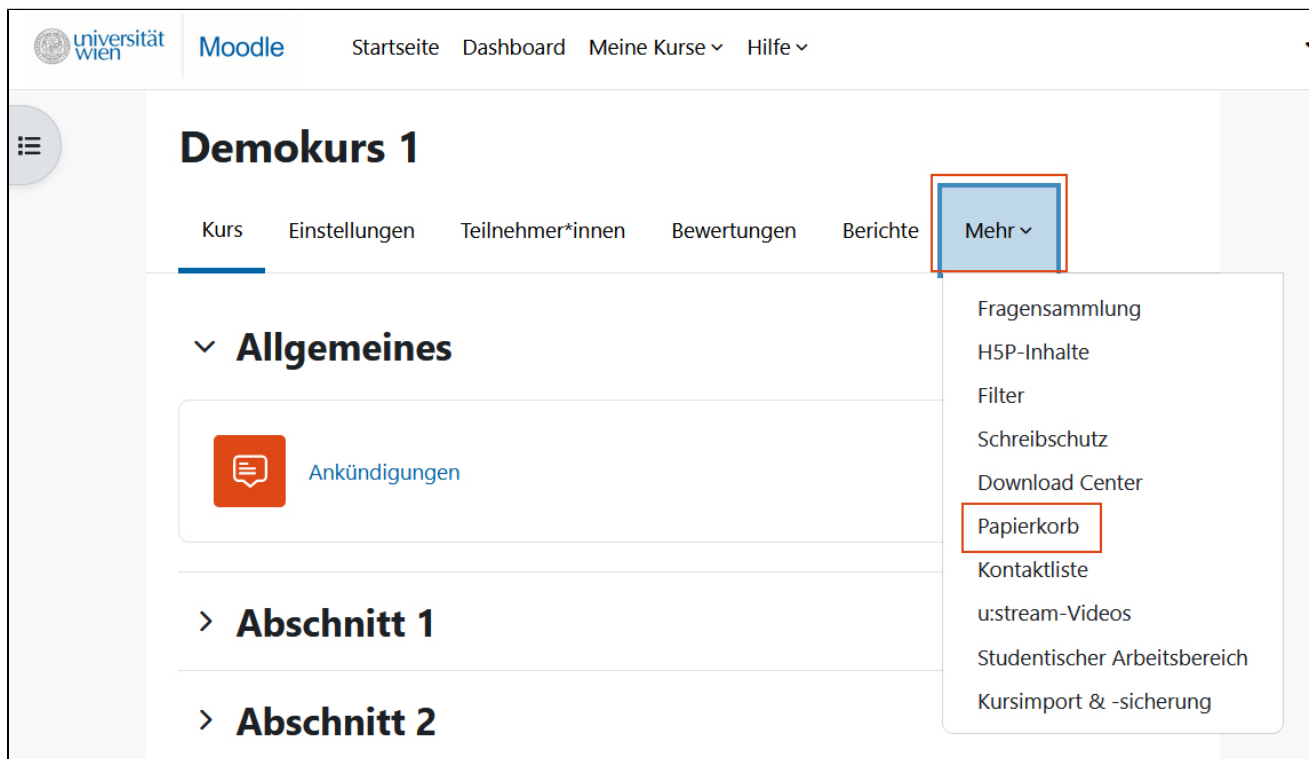 universität
wien
Moodle
Startseite Dashboard Meine Kurse Hilfe
Demokurs 1
Kurs Einstellungen Teilnehmer*innen Bewertungen Berichte Mehr
Fragensammlung
H5P-Inhalte
Filter
Schreibschutz
Download Center
Papierkorb
Kontaktliste
u:stream-Videos
Studentischer Arbeitsbereich
Kursimport & -sicherung
Allgemeines
Ankündigungen
Abschnitt 1
Abschnitt 2